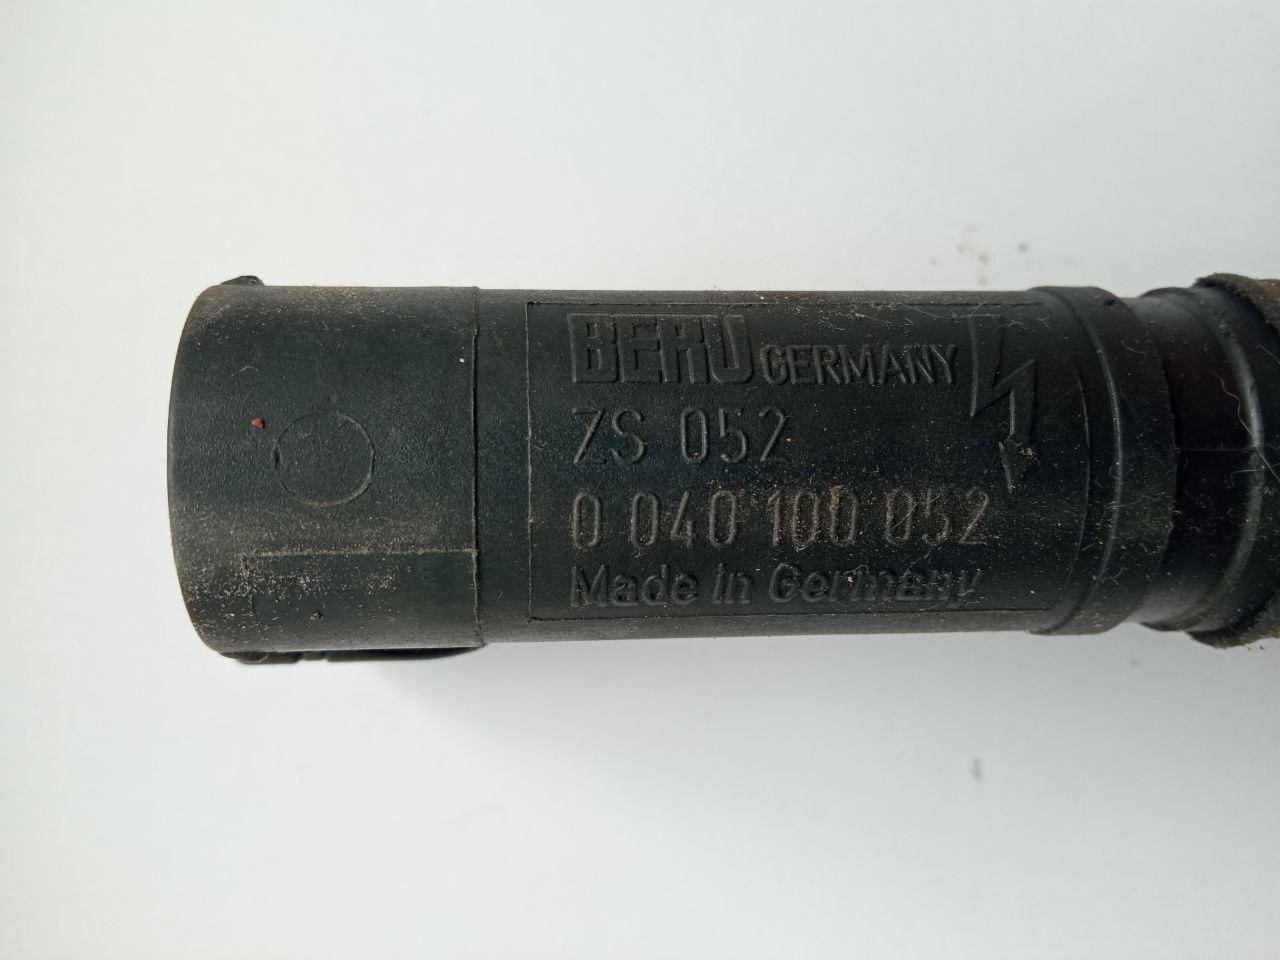 BERU GERMANY
ZS 052
0 040 100 052
Made in Germany